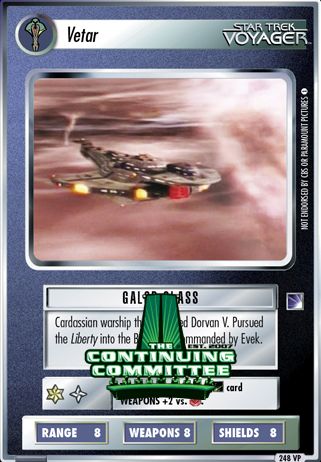 Vetar
STAR TREK
VOYAGER
NOT ENDORSED BY CBS OR PARAMOUNT PICTURES
GALOR CLASS
Cardassian warship that Dorvan V. Pursued
the Liberty into the commanded by Evek.
THE
EST. 2007
CONTINUING
COMMITTEE
card
WEAPONS +2 vs.
RANGE 8
WEAPONS 8
SHIELDS 8
248 VP